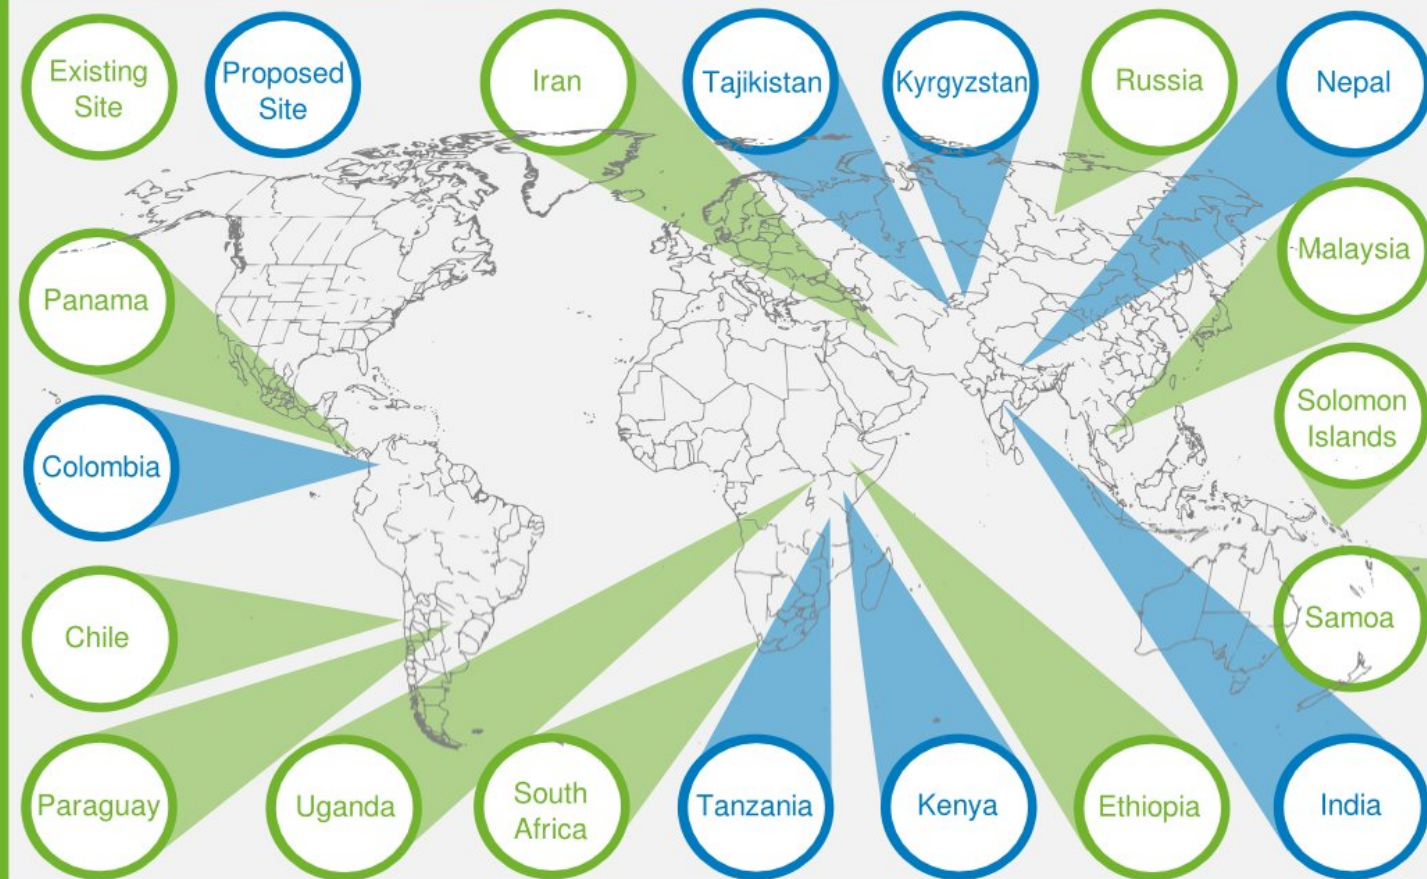 Existing
Site
Proposed
Site
Iran
Tajikistan
Kyrgyzstan
Russia
Nepal
Panama
Malaysia
Colombia
Solomon
Islands
Chile
Samoa
Paraguay
Uganda
South
Africa
Tanzania
Kenya
Ethiopia
India